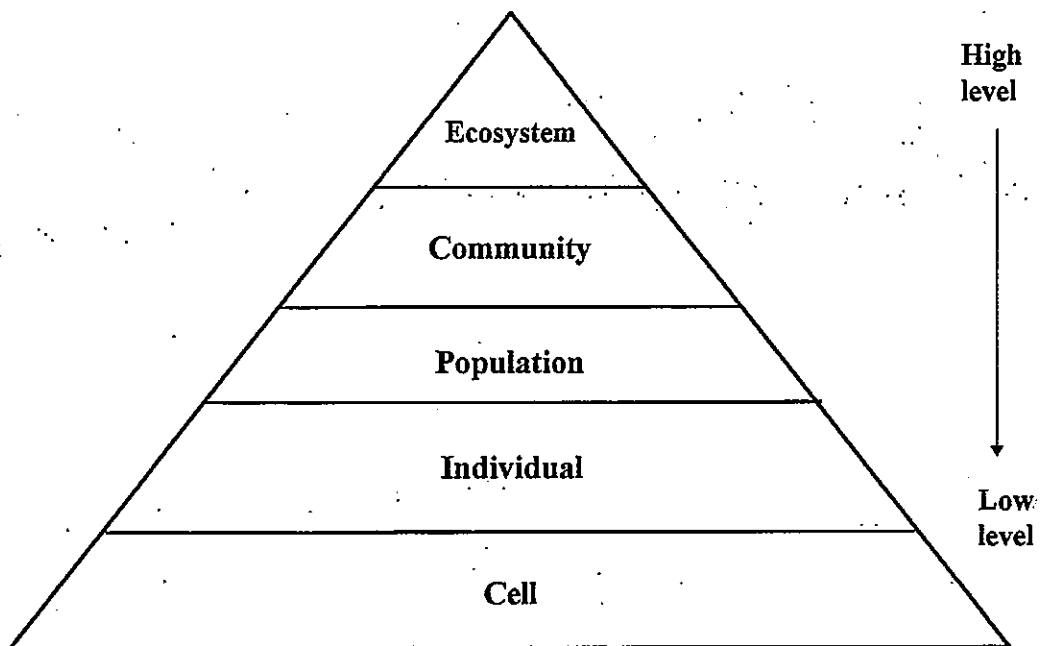 High
level
Ecosystem
Community
Population
Individual
Low
level
Cell